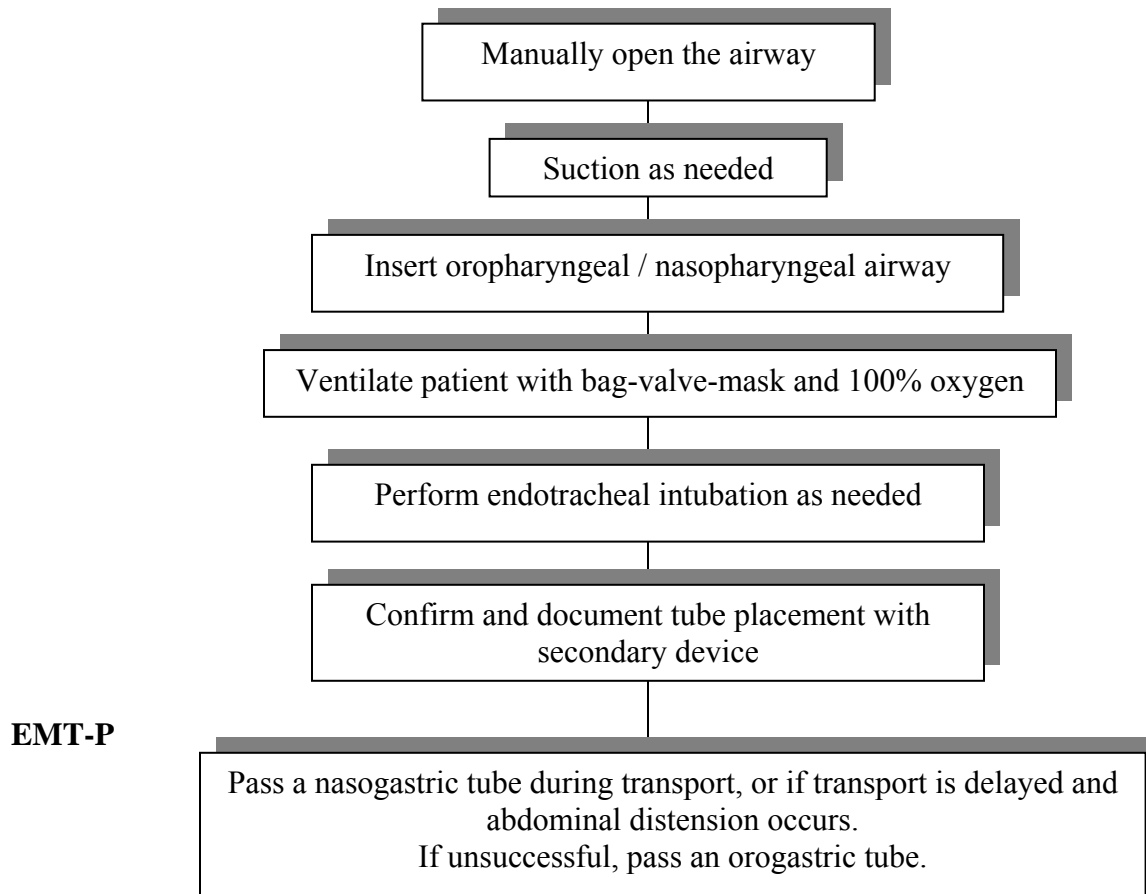 Manually open the airway
Suction as needed
Insert oropharyngeal / nasopharyngeal airway
Ventilate patient with bag-valve-mask and 100% oxygen
Perform endotracheal intubation as needed
Confirm and document tube placement with
secondary device
EMT-P
Pass a nasogastric tube during transport, or if transport is delayed and
abdominal distension occurs.
If unsuccessful, pass an orogastric tube.